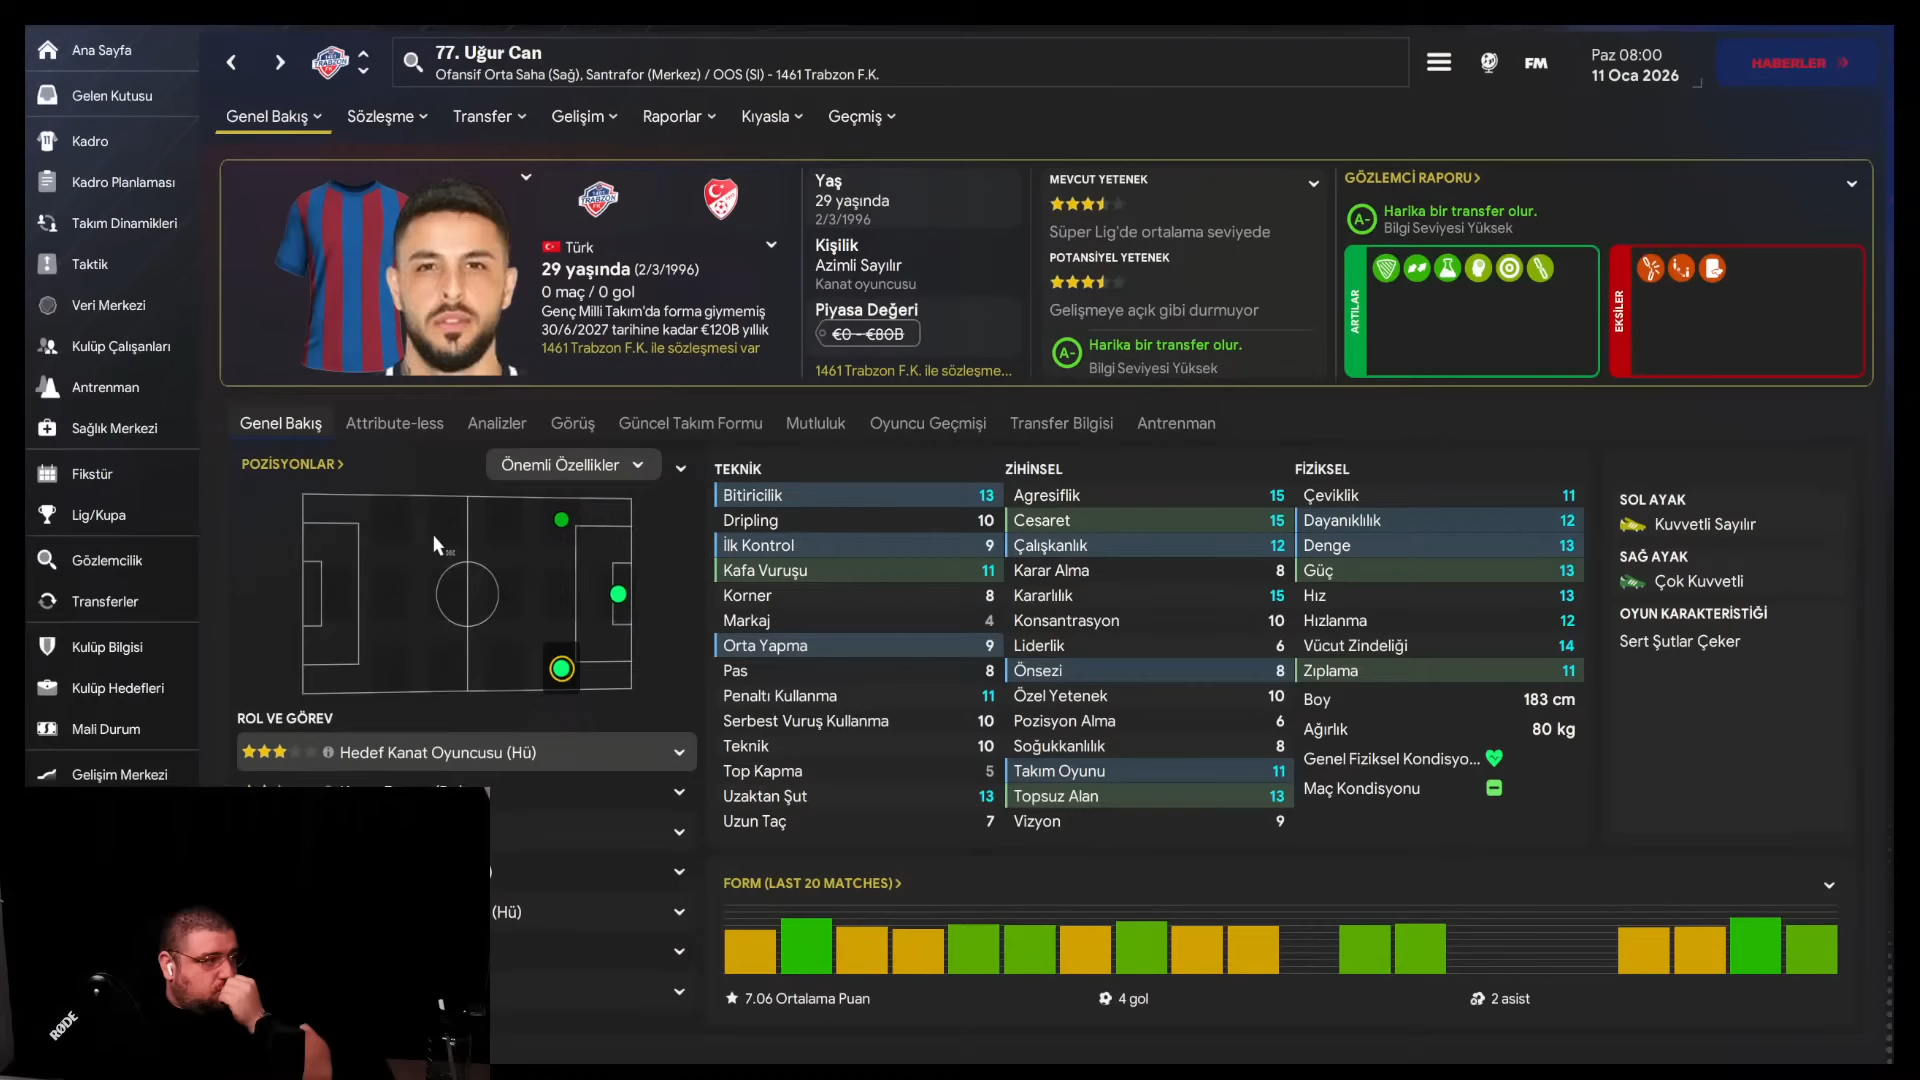 Ana Sayfa
Gelen Kutusu
Kadro
Kadro Planlaması
Takım Dinamikleri
Taktik
Veri Merkezi
Kulüp Çalışanları
Antrenman
Sağlık Merkezi
Fikstür
Lig/Kupa
Gözlemcilik
Transferler
Kulüp Bilgisi
Kulüp Hedefleri
Mali Durum
Gelişim Merkezi
77. Uğur Can
Ofansif Orta Saha (Sağ), Santrafor (Merkez) / OOS (Sl) - 1461 Trabzon F.K.
FM
Paz 08:00
11 Oca 2026
HABERLER
Genel Bakış Sözleşme Transfer Gelişim Raporlar Kıyasla Geçmiş
Türk
29 yaşında (2/3/1996)
0 maç / 0 gol
Genç Milli Takım'da forma giymemiş
30/6/2027 tarihine kadar €120B yıllık
1461 Trabzon F.K. ile sözleşmesi var
Yaş
29 yaşında
2/3/1996
Kişilik
Azimli Sayılır
Kanat oyuncusu
Piyasa Değeri
€0 - €80B
1461 Trabzon F.K. ile sözleşme...
MEVCUT YETENEK
Süper Lig'de ortalama seviyede
POTANSİYEL YETENEK
Gelişmeye açık gibi durmuyor
A-
Harika bir transfer olur.
Bilgi Seviyesi Yüksek
GÖZLEMCİ RAPORU
A-
Harika bir transfer olur.
Bilgi Seviyesi Yüksek
ARTILAR
EKSİLER
Genel Bakış Attribute-less Analizler Görüş Güncel Takım Formu Mutluluk Oyuncu Geçmişi Transfer Bilgisi Antrenman
POZİSYONLAR
Önemli Özellikler
ROL VE GÖREV
Hedef Kanat Oyuncusu (Hü)
)
(Hü)
TEKNİK
Bitiricilik 13
Dripling 10
İlk Kontrol 9
Kafa Vuruşu 11
Korner 8
Markaj 4
Orta Yapma 9
Pas 8
Penaltı Kullanma 11
Serbest Vuruş Kullanma 10
Teknik 10
Top Kapma 5
Uzaktan Şut 13
Uzun Taç 7
ZİHİNSEL
Agresiflik 15
Cesaret 15
Çalışkanlık 12
Karar Alma 8
Kararlılık 15
Konsantrasyon 10
Liderlik 6
Önsezi 8
Özel Yetenek 10
Pozisyon Alma 6
Soğukkanlılık 8
Takım Oyunu 11
Topsuz Alan 13
Vizyon 9
FİZİKSEL
Çeviklik 11
Dayanıklılık 12
Denge 13
Güç 13
Hız 13
Hızlanma 12
Vücut Zindeliği 14
Zıplama 11
Boy 183 cm
Ağırlık 80 kg
Genel Fiziksel Kondisyo...
Maç Kondisyonu
SOL AYAK
Kuvvetli Sayılır
SAĞ AYAK
Çok Kuvvetli
OYUN KARAKTERİSTİĞİ
Sert Şutlar Çeker
FORM (LAST 20 MATCHES)
7.06 Ortalama Puan
4 gol
2 asist
RØDE